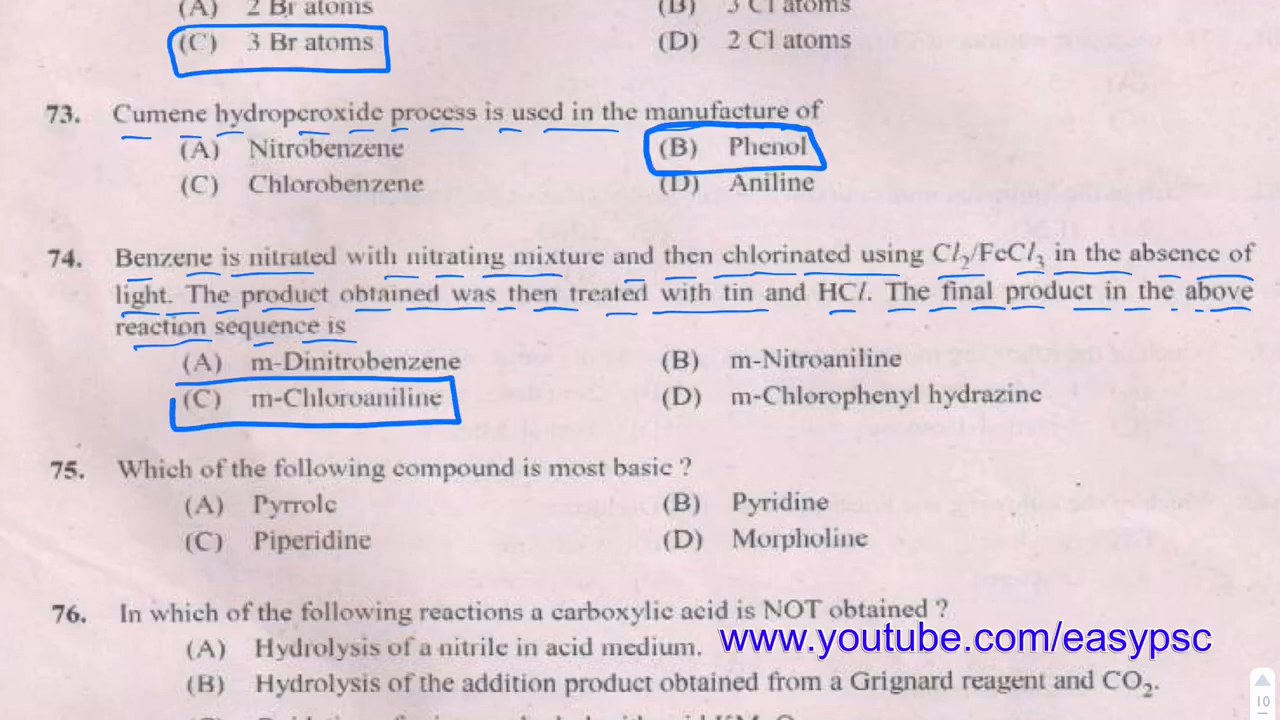 (A) 2 Br atoms (B) 3 Cl atoms
(C) 3 Br atoms (D) 2 Cl atoms
73. Cumene hydroperoxide process is used in the manufacture of
(A) Nitrobenzene (B) Phenol
(C) Chlorobenzene (D) Aniline
74. Benzene is nitrated with nitrating mixture and then chlorinated using Cl₂/FeCl₃ in the absence of
light. The product obtained was then treated with tin and HCl. The final product in the above
reaction sequence is
(A) m-Dinitrobenzene (B) m-Nitroaniline
(C) m-Chloroaniline (D) m-Chlorophenyl hydrazine
75. Which of the following compound is most basic ?
(A) Pyrrole (B) Pyridine
(C) Piperidine (D) Morpholine
76. In which of the following reactions a carboxylic acid is NOT obtained ?
(A) Hydrolysis of a nitrile in acid medium.
www.youtube.com/easypsc
(B) Hydrolysis of the addition product obtained from a Grignard reagent and CO₂.
10